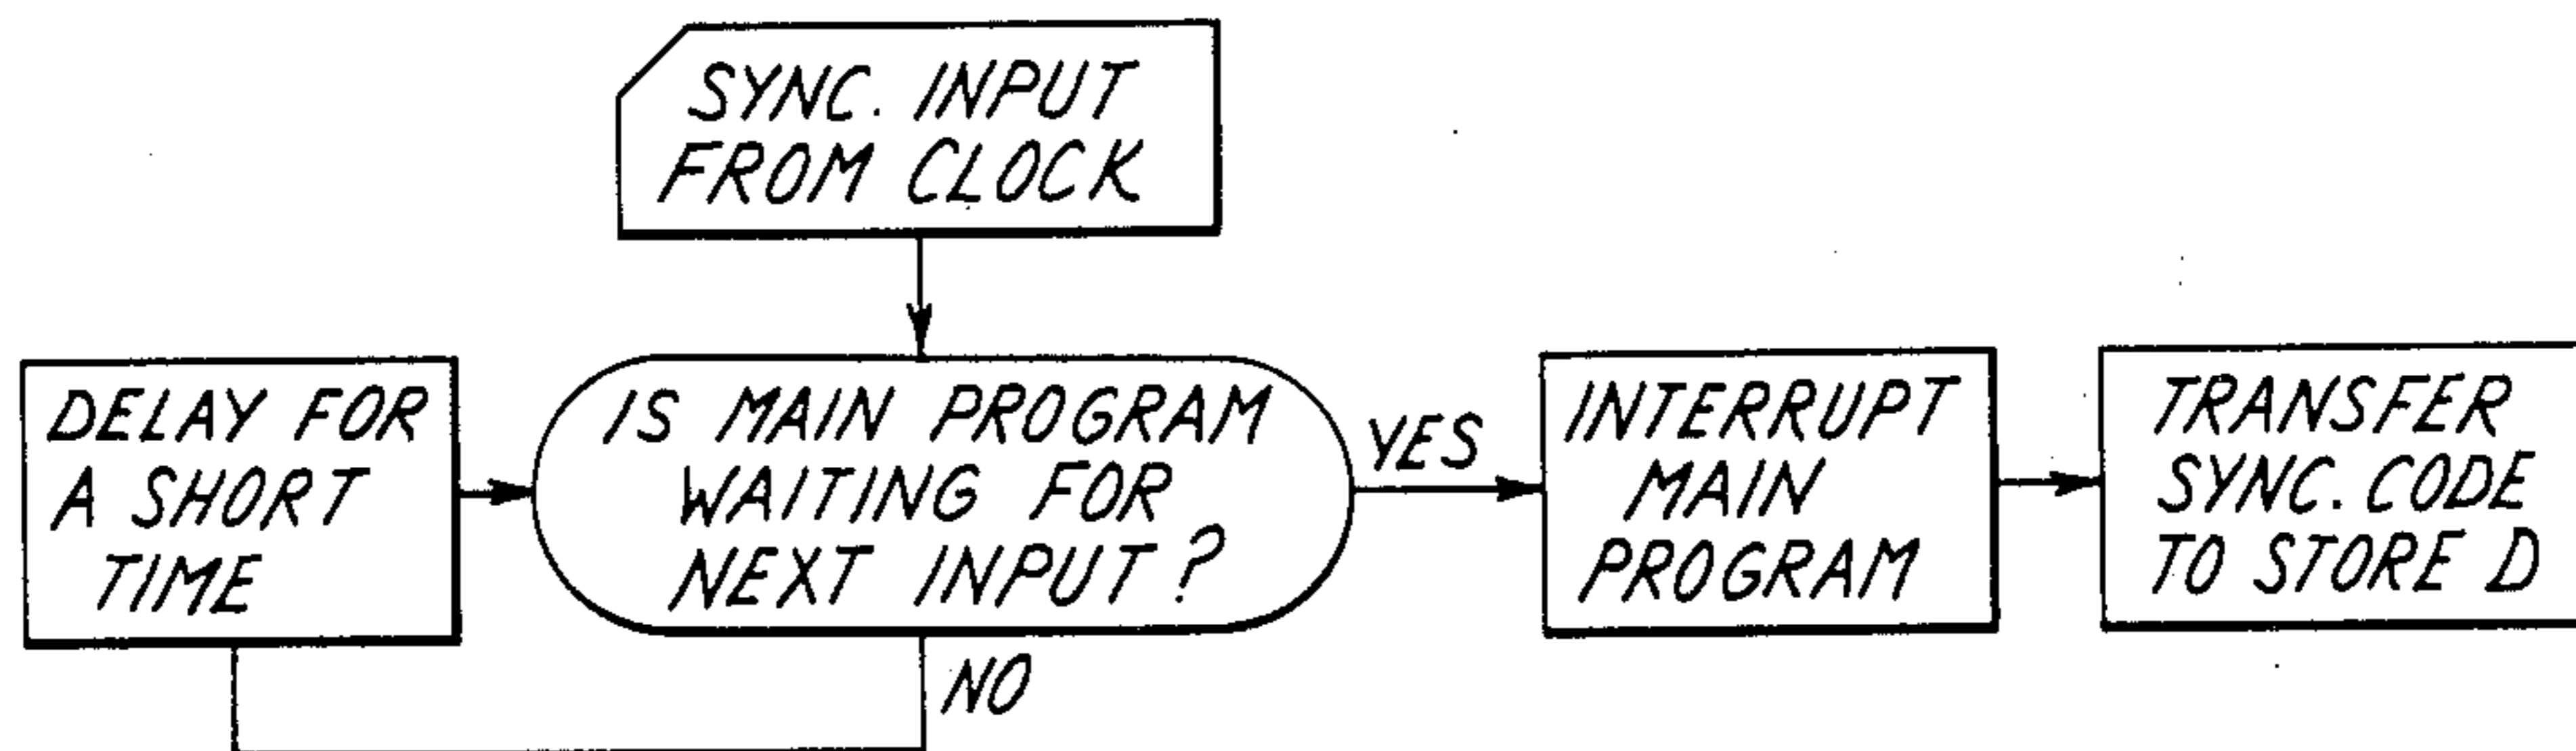 SYNC. INPUT
FROM CLOCK
DELAY FOR
A SHORT
TIME
IS MAIN PROGRAM
WAITING FOR
NEXT INPUT?
YES
INTERRUPT
MAIN
PROGRAM
TRANSFER
SYNC. CODE
TO STORE D
NO